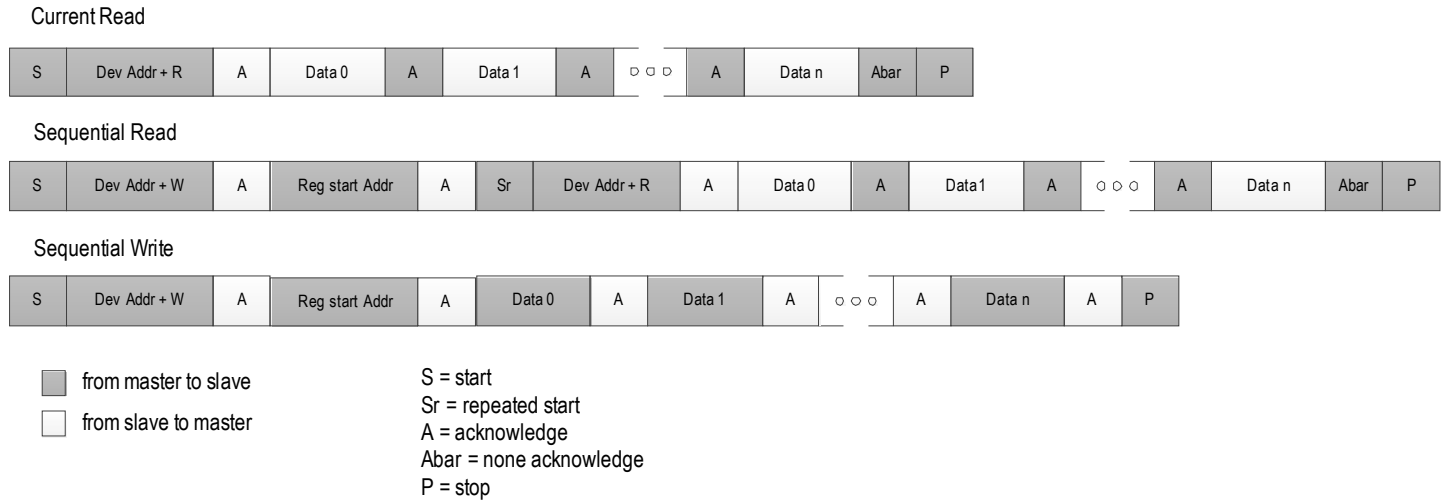 Current Read
S Dev Addr + R A Data 0 A Data 1 A A Data n Abar P
Sequential Read
S Dev Addr + W A Reg start Addr A Sr Dev Addr + R A Data 0 A Data1 A A Data n Abar P
Sequential Write
S Dev Addr + W A Reg start Addr A Data 0 A Data 1 A A Data n A P
from master to slave
from slave to master
S = start
Sr = repeated start
A = acknowledge
Abar = none acknowledge
P = stop